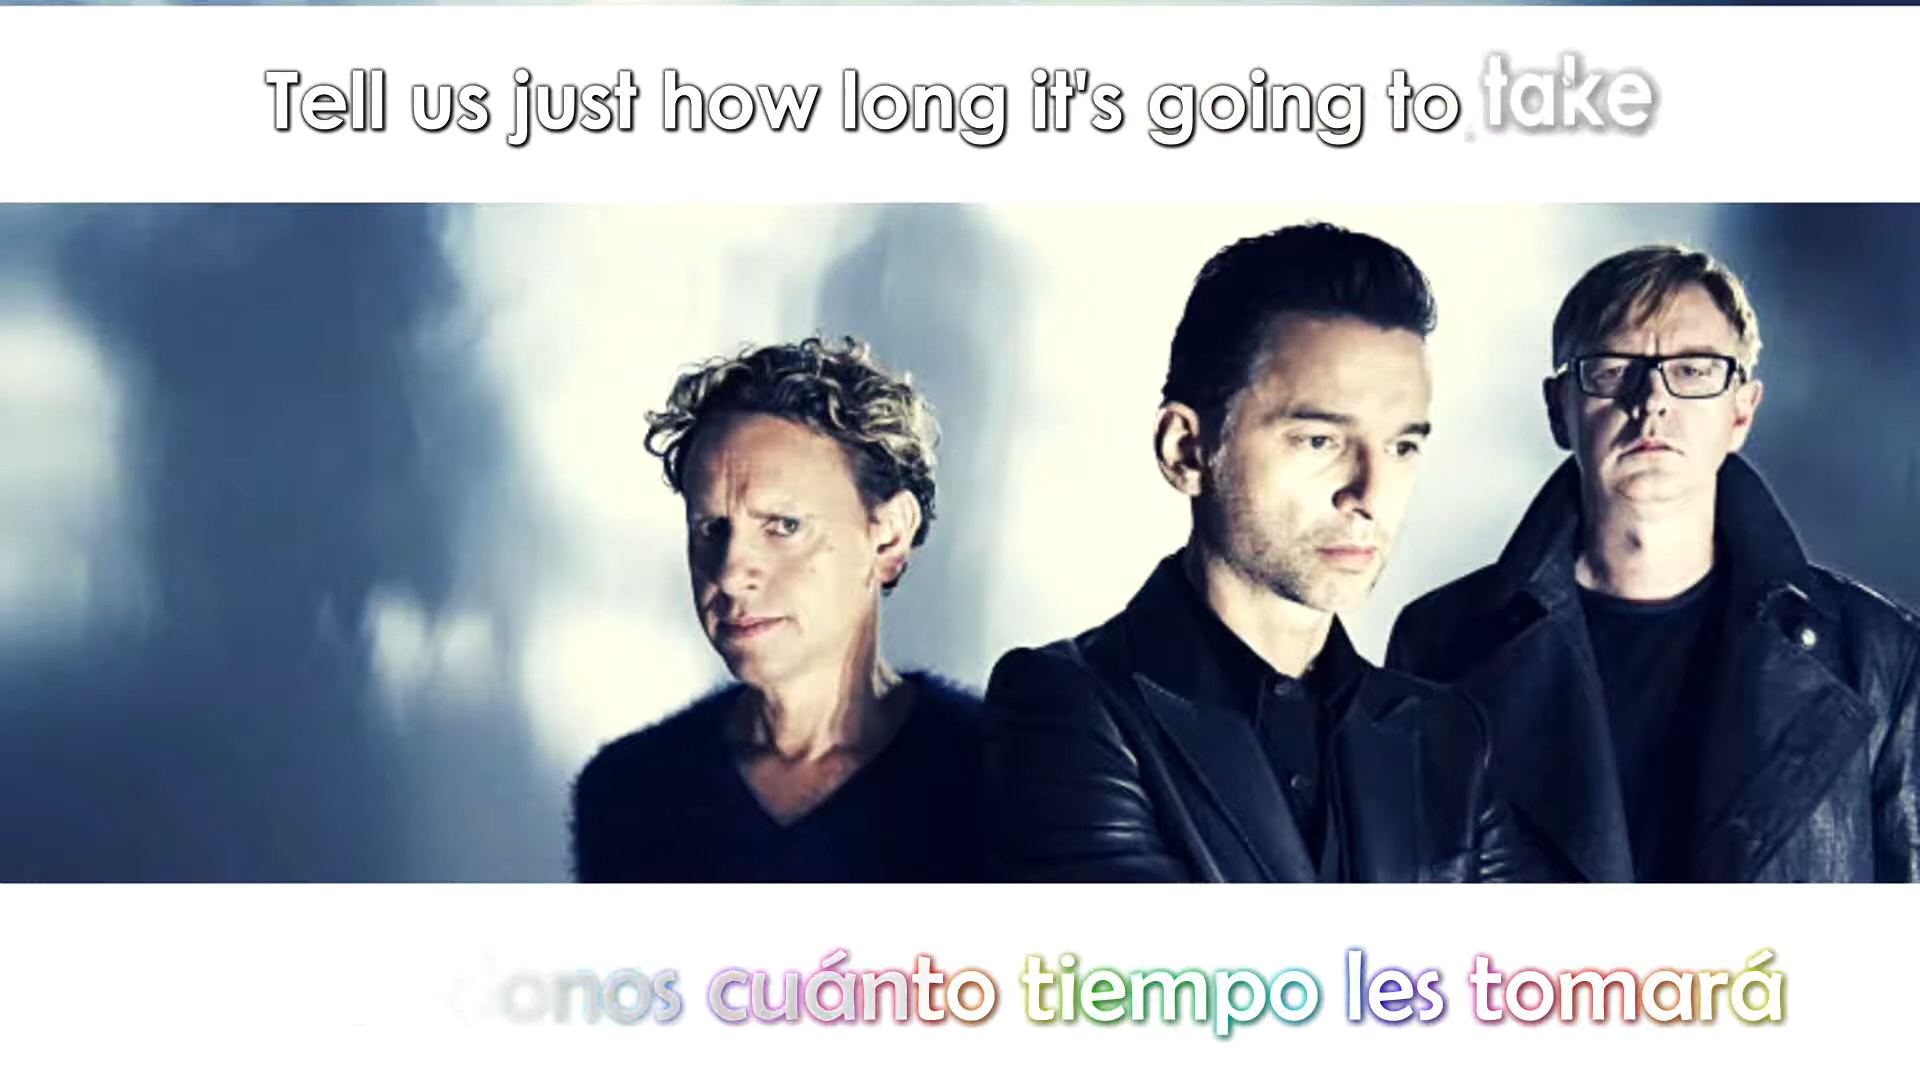 Tell us just how long it's going to take
cuánto tiempo les tomará